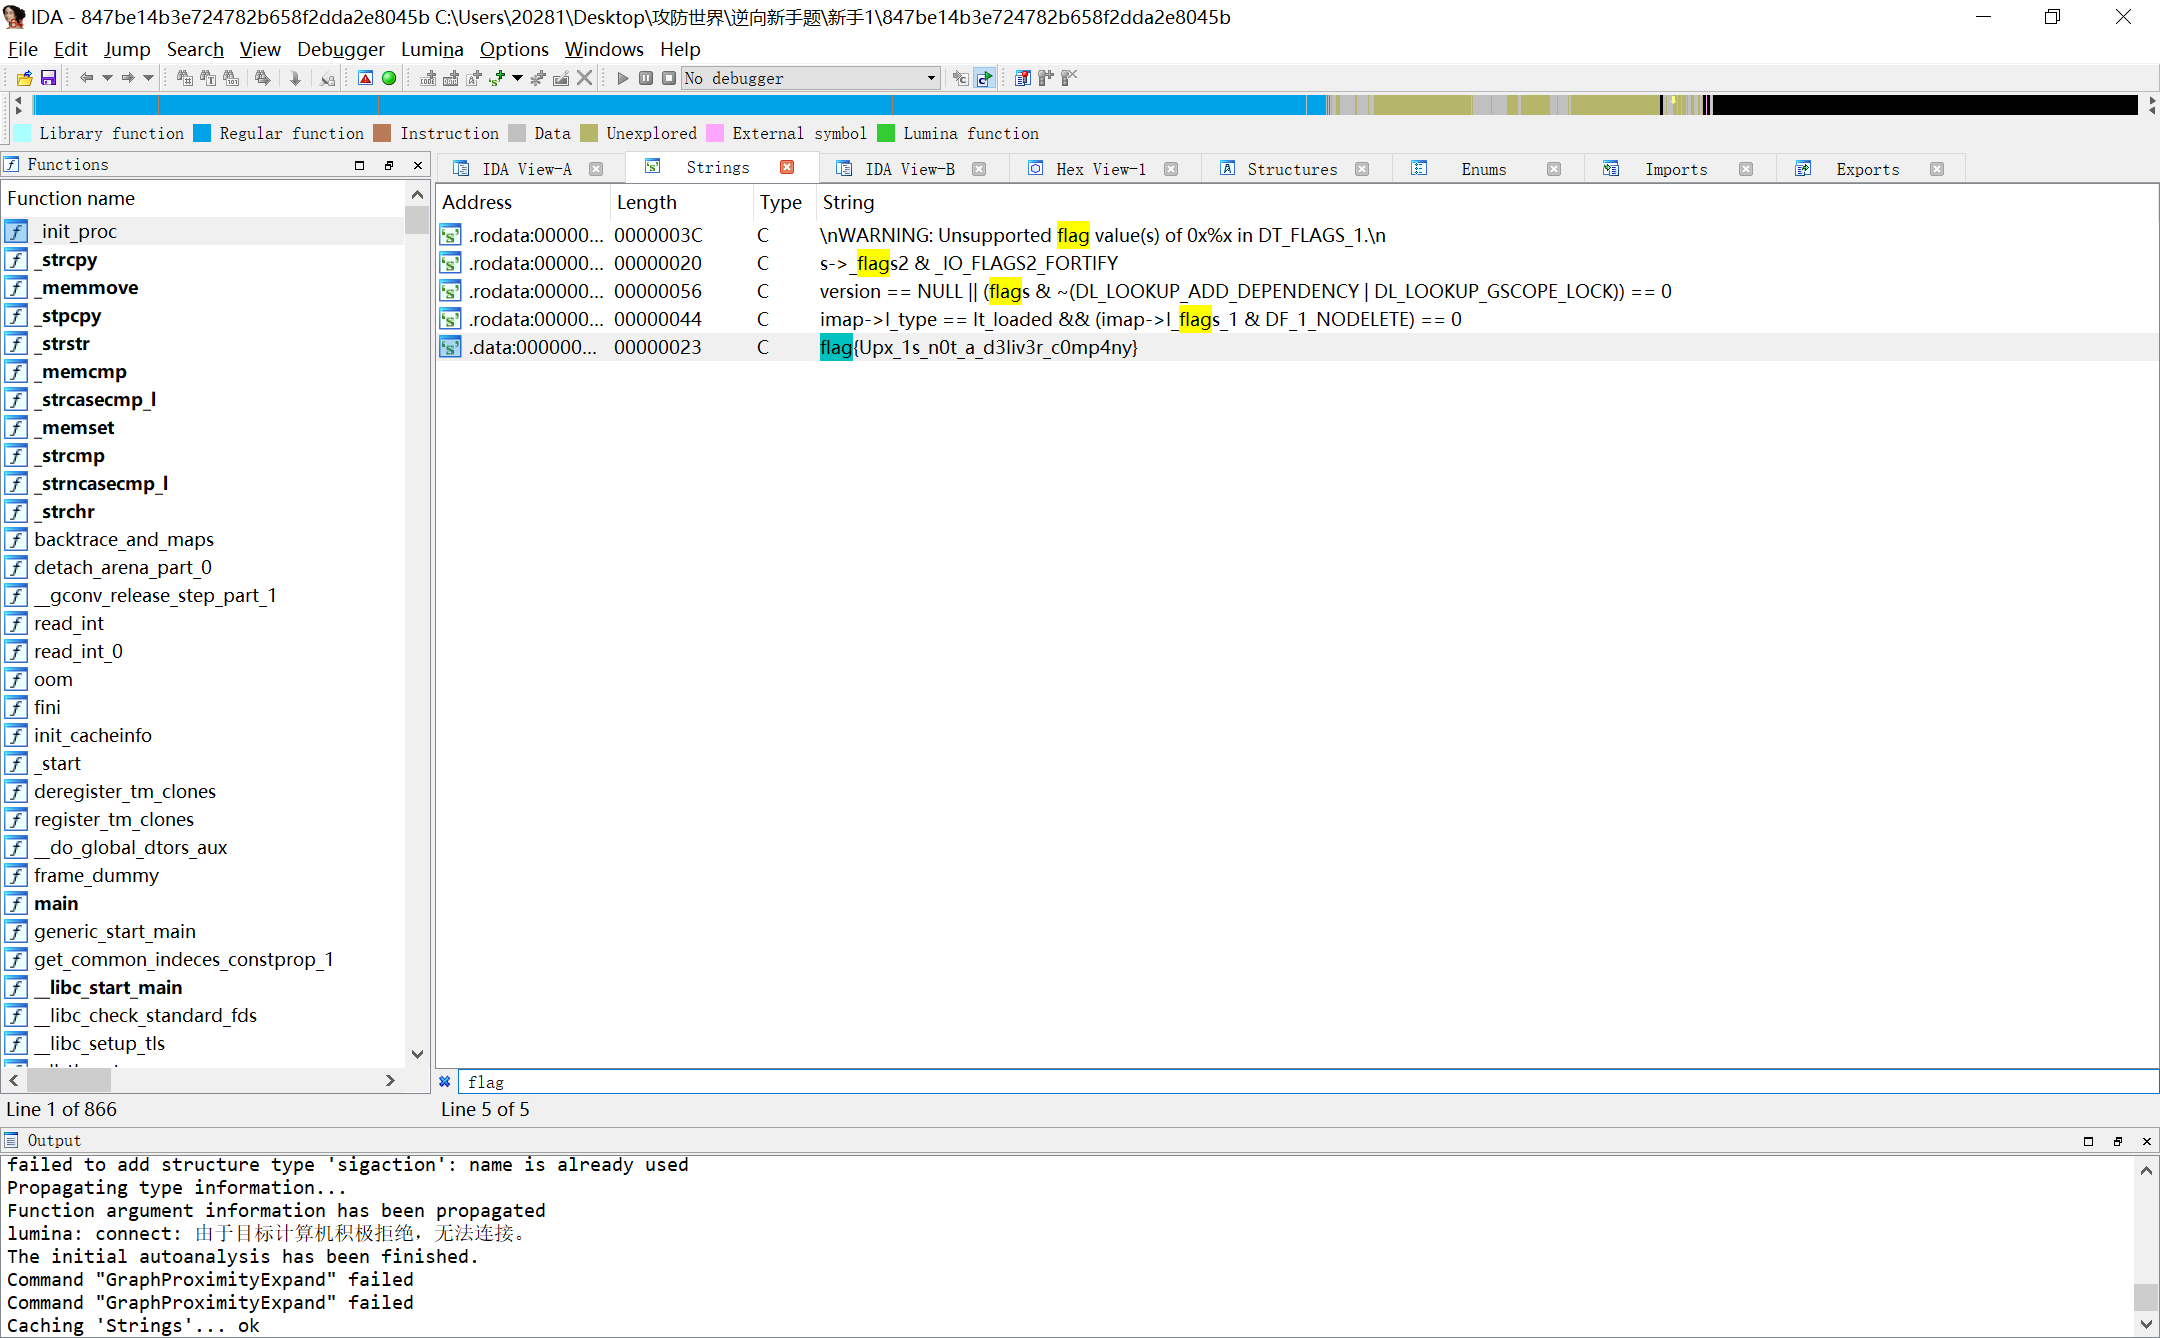 IDA - 847be14b3e724782b658f2dda2e8045b C:\Users\20281\Desktop\攻防世界\逆向新手题\新手1\847be14b3e724782b658f2dda2e8045b
File Edit Jump Search View Debugger Lumina Options Windows Help
No debugger
Library function Regular function Instruction Data Unexplored External symbol Lumina function
Functions
Function name
_init_proc
_strcpy
_memmove
_stpcpy
_strstr
_memcmp
_strcasecmp_l
_memset
_strcmp
_strncasecmp_l
_strchr
backtrace_and_maps
detach_arena_part_0
__gconv_release_step_part_1
read_int
read_int_0
oom
fini
init_cacheinfo
_start
deregister_tm_clones
register_tm_clones
__do_global_dtors_aux
frame_dummy
main
generic_start_main
get_common_indeces_constprop_1
__libc_start_main
__libc_check_standard_fds
__libc_setup_tls
Line 1 of 866
IDA View-A Strings IDA View-B Hex View-1 Structures Enums Imports Exports
Address Length Type String
.rodata:00000... 0000003C C \nWARNING: Unsupported flag value(s) of 0x%x in DT_FLAGS_1.\n
.rodata:00000... 00000020 C s->_flags2 & _IO_FLAGS2_FORTIFY
.rodata:00000... 00000056 C version == NULL || (flags & ~(DL_LOOKUP_ADD_DEPENDENCY | DL_LOOKUP_GSCOPE_LOCK)) == 0
.rodata:00000... 00000044 C imap->l_type == lt_loaded && (imap->l_flags_1 & DF_1_NODELETE) == 0
.data:000000... 00000023 C flag{Upx_1s_n0t_a_d3liv3r_c0mp4ny}
flag
Line 5 of 5
Output
failed to add structure type 'sigaction': name is already used
Propagating type information...
Function argument information has been propagated
lumina: connect: 由于目标计算机积极拒绝，无法连接。
The initial autoanalysis has been finished.
Command "GraphProximityExpand" failed
Command "GraphProximityExpand" failed
Caching 'Strings'... ok